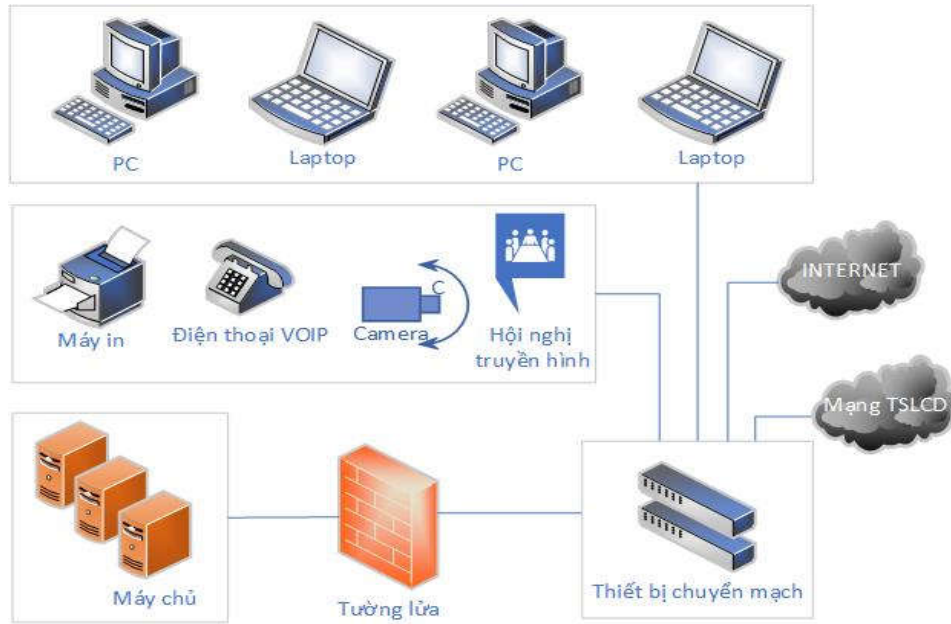 PC
Laptop
PC
Laptop
INTERNET
Máy in
Điện thoại VOIP
C
Camera
Hội nghị
truyền hình
Mạng TSLCD
Máy chủ
Tường lửa
Thiết bị chuyển mạch